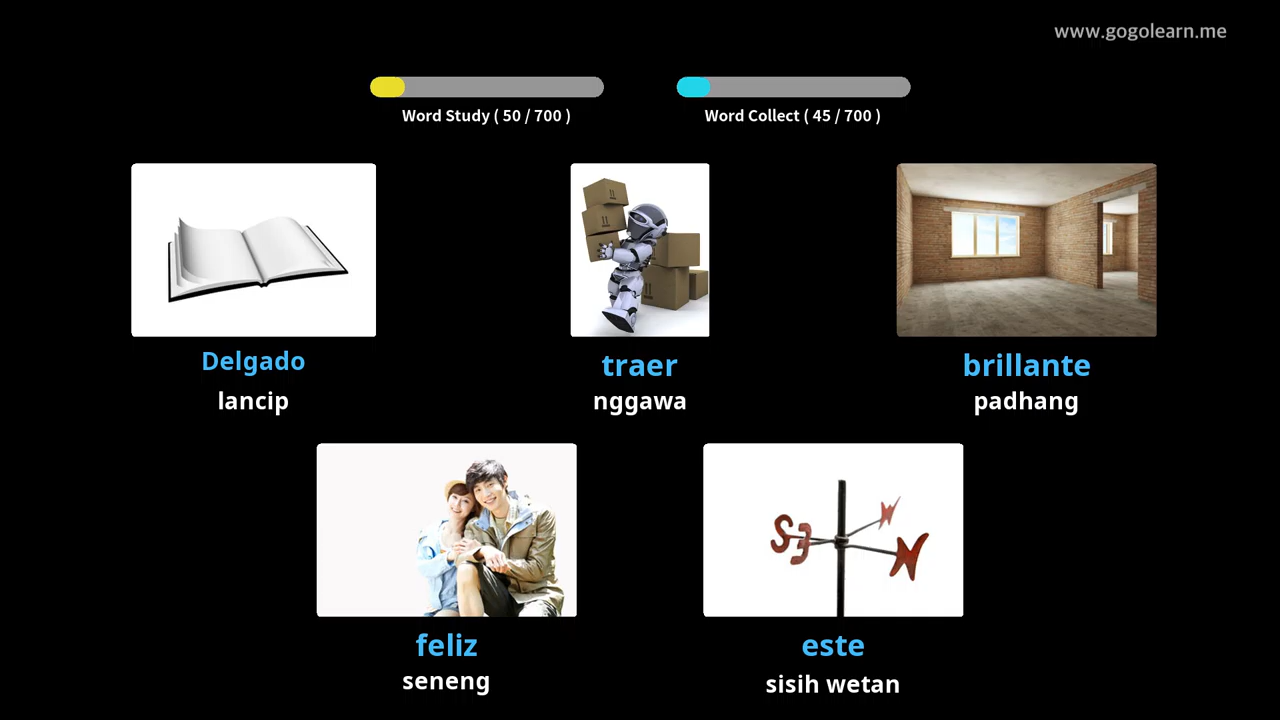 www.gogolearn.me
Word Study ( 50 / 700 )
Word Collect ( 45 / 700 )
Delgado
lancip
traer
nggawa
brillante
padhang
feliz
seneng
este
sisih wetan